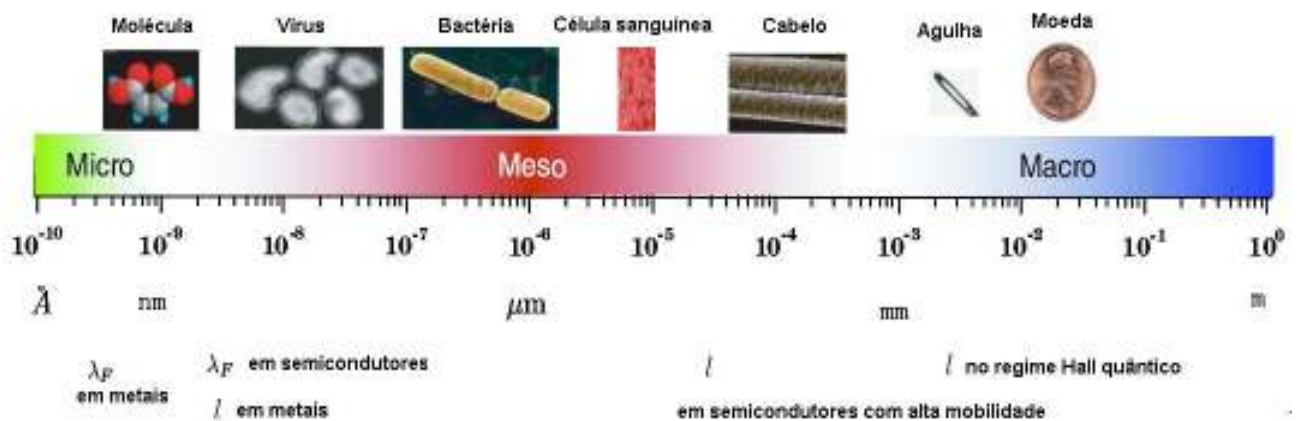 Molécula Vírus Bactéria Célula sanguínea Cabelo Agulha Moeda
Micro Meso Macro
10⁻¹⁰ 10⁻⁹ 10⁻⁸ 10⁻⁷ 10⁻⁶ 10⁻⁵ 10⁻⁴ 10⁻³ 10⁻² 10⁻¹ 10⁰
Å nm μm mm m
λF em metais
λF em semicondutores
l
l no regime Hall quântico
l em metais
em semicondutores com alta mobilidade